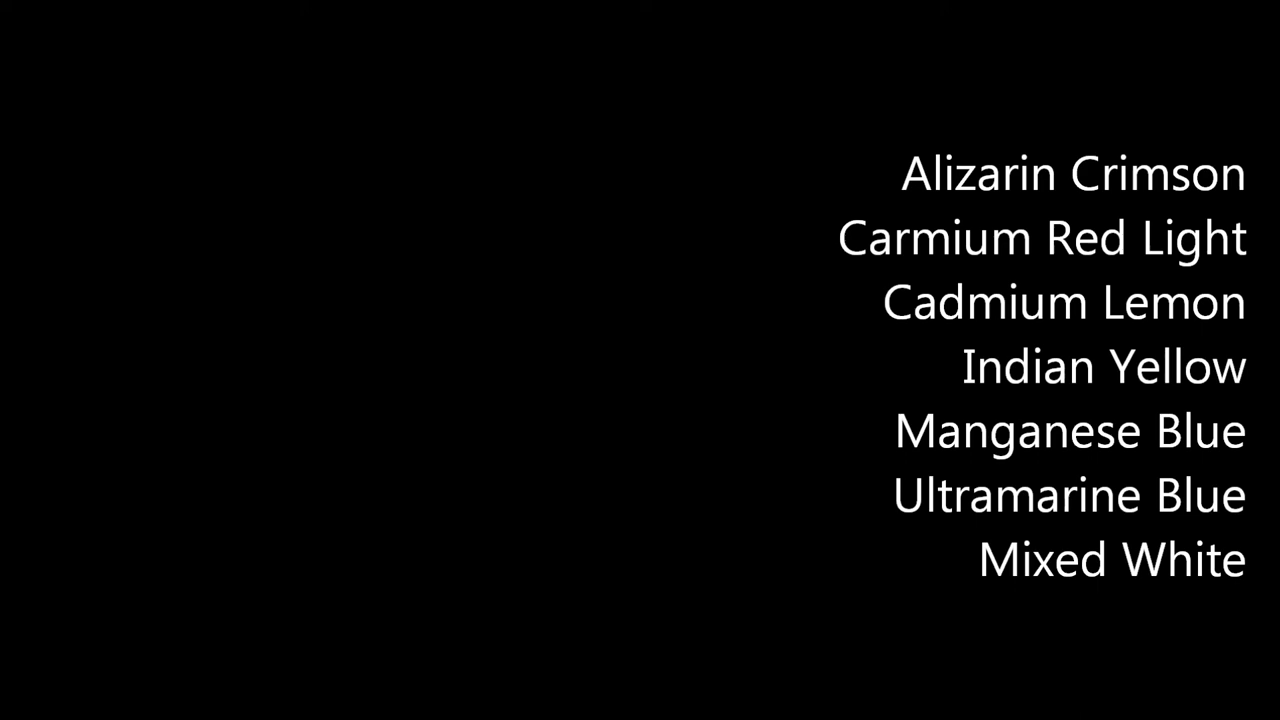 Alizarin Crimson
Carmium Red Light
Cadmium Lemon
Indian Yellow
Manganese Blue
Ultramarine Blue
Mixed White